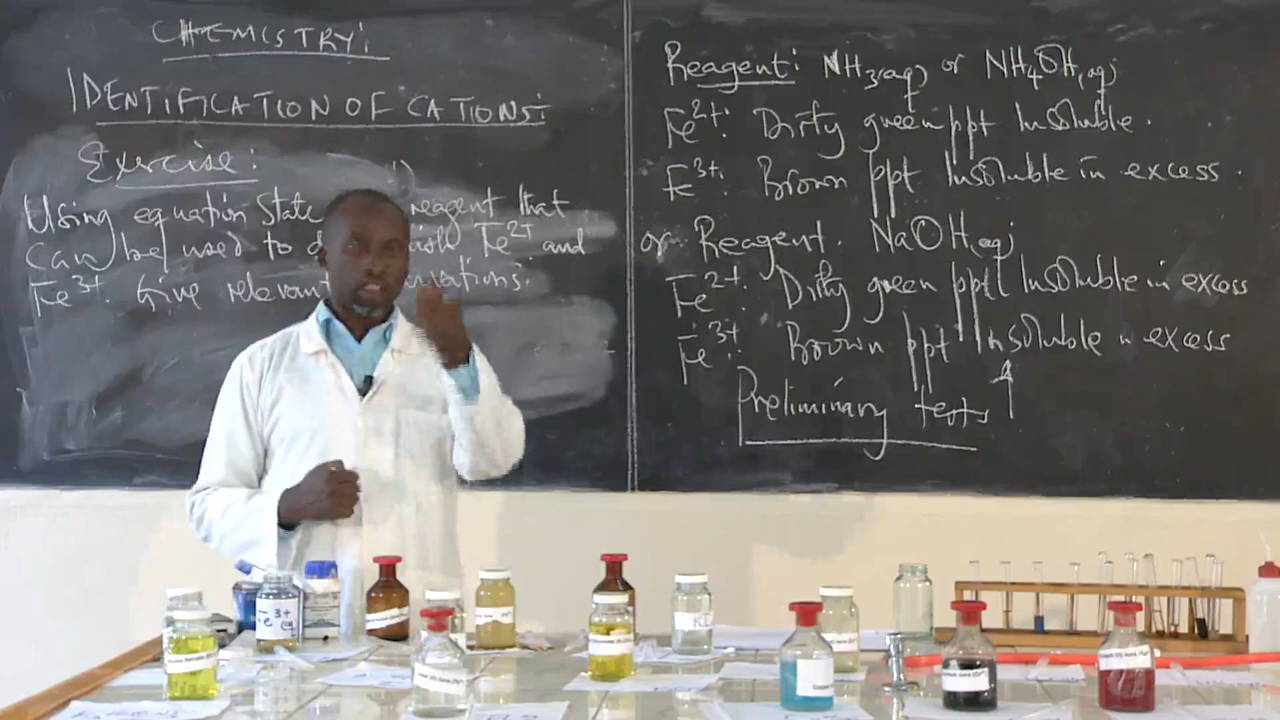 CHEMISTRY:
IDENTIFICATION OF CATIONS:
Exercise:
Using equation State reagent that
Can be used to Fe2+ and
Fe3+. Give relevant
Reagent: NH3(aq) or NH4OH(aq)
Fe2+: Dirty green ppt Insoluble.
Fe3+: Brown ppt Insoluble in excess.
or Reagent. NaOH(aq)
Fe2+: Dirty green ppt Insoluble in excess
Fe3+: Brown ppt Insoluble in excess
Preliminary tests
Fe3+
(aq)